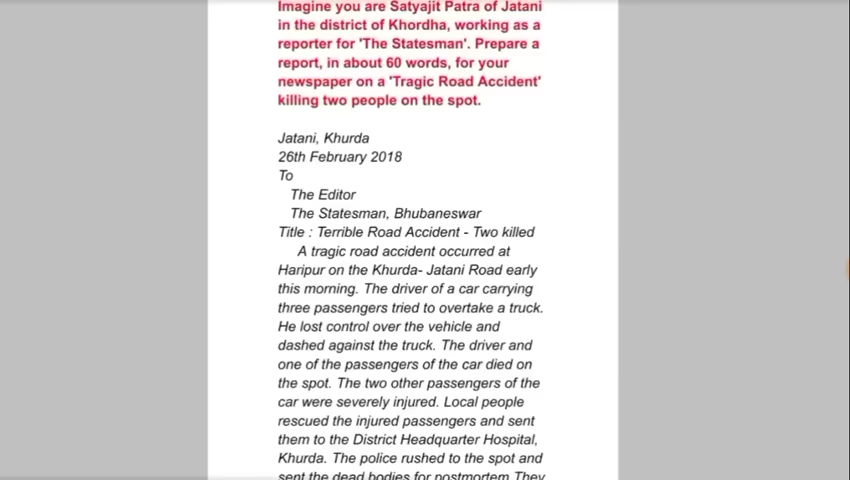 Imagine you are Satyajit Patra of Jatani
in the district of Khordha, working as a
reporter for 'The Statesman'. Prepare a
report, in about 60 words, for your
newspaper on a 'Tragic Road Accident'
killing two people on the spot.
Jatani, Khurda
26th February 2018
To
The Editor
The Statesman, Bhubaneswar
Title : Terrible Road Accident - Two killed
A tragic road accident occurred at
Haripur on the Khurda- Jatani Road early
this morning. The driver of a car carrying
three passengers tried to overtake a truck.
He lost control over the vehicle and
dashed against the truck. The driver and
one of the passengers of the car died on
the spot. The two other passengers of the
car were severely injured. Local people
rescued the injured passengers and sent
them to the District Headquarter Hospital,
Khurda. The police rushed to the spot and
sent the dead bodies for postmortem They